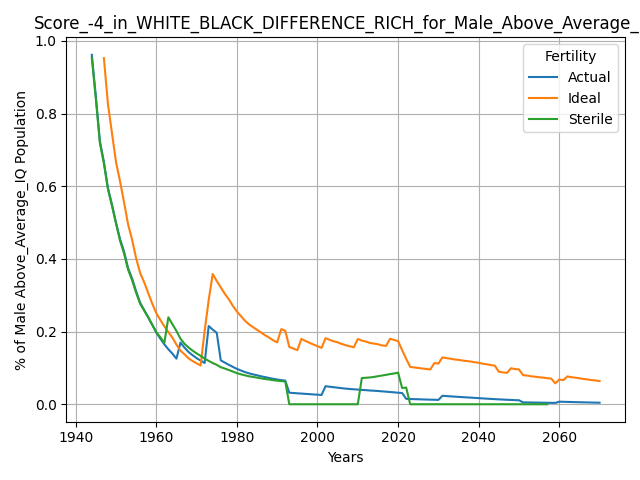 Score_-4_in_WHITE_BLACK_DIFFERENCE_RICH_for_Male_Above_Average_
Fertility
Actual
Ideal
Sterile
% of Male Above_Average_IQ Population
1.0
0.8
0.6
0.4
0.2
0.0
1940 1960 1980 2000 2020 2040 2060
Years